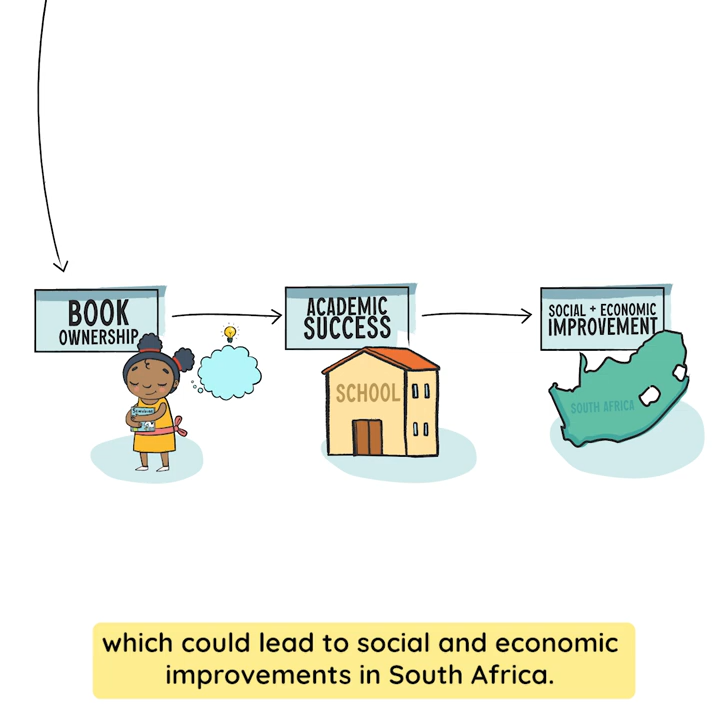 BOOK
OWNERSHIP
ACADEMIC
SUCCESS
SOCIAL + ECONOMIC
IMPROVEMENT
SCHOOL
SOUTH AFRICA
which could lead to social and economic
improvements in South Africa.